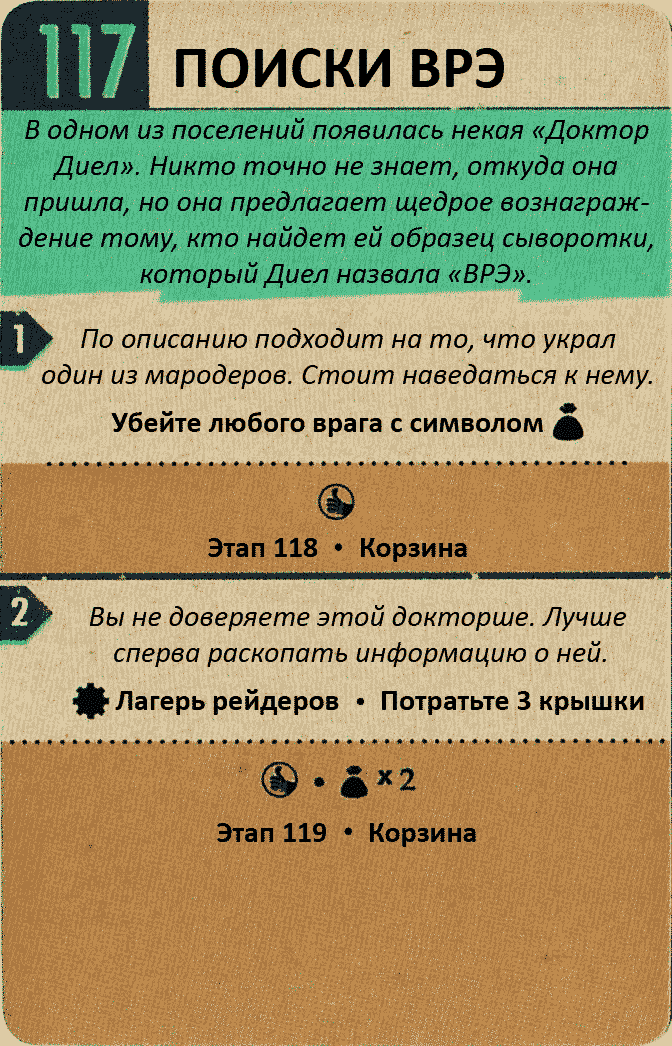 117
ПОИСКИ ВРЭ
В одном из поселений появилась некая «Доктор
Диел». Никто точно не знает, откуда она
пришла, но она предлагает щедрое вознаграж-
дение тому, кто найдет ей образец сыворотки,
который Диел назвала «ВРЭ».
1
По описанию подходит на то, что украл
один из мародеров. Стоит наведаться к нему.
Убейте любого врага с символом
Этап 118 • Корзина
2
Вы не доверяете этой докторше. Лучше
сперва раскопать информацию о ней.
Лагерь рейдеров • Потратьте 3 крышки
• x 2
Этап 119 • Корзина